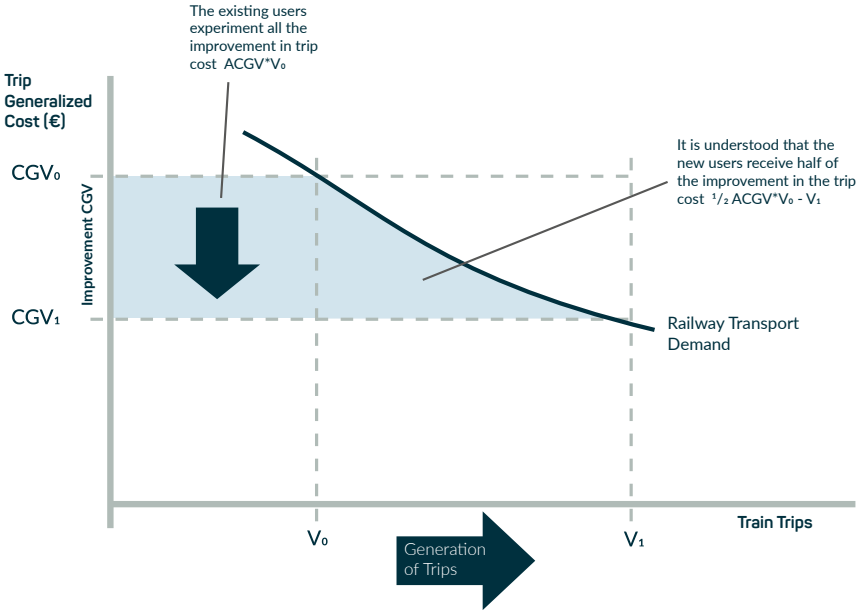 The existing users
experiment all the
improvement in trip
cost ACGV*V₀
Trip
Generalized
Cost (€)
It is understood that the
new users receive half of
the improvement in the trip
cost ¹/₂ ACGV*V₀ - V₁
CGV₀
Improvement CGV
CGV₁
Railway Transport
Demand
Train Trips
V₀
V₁
Generation
of Trips